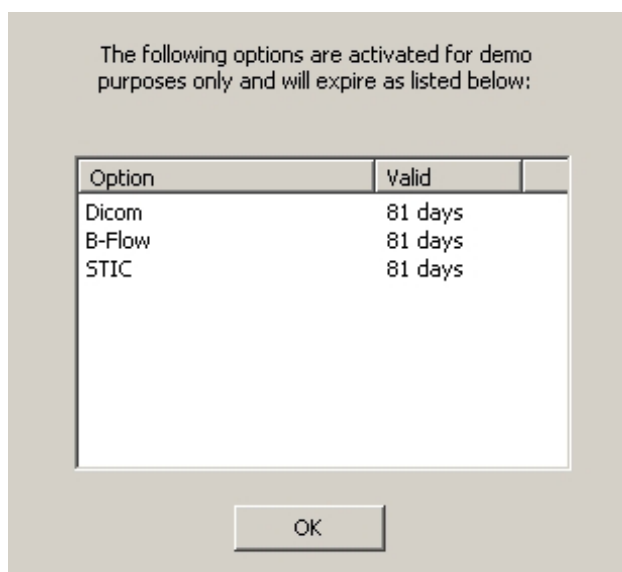 The following options are activated for demo
purposes only and will expire as listed below:
Option Valid
Dicom 81 days
B-Flow 81 days
STIC 81 days
OK